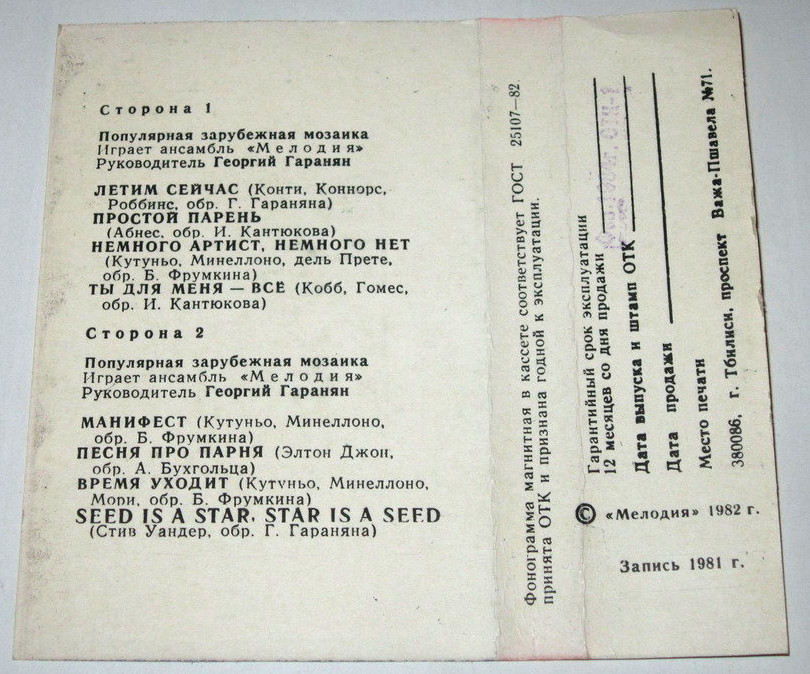 Сторона 1
Популярная зарубежная мозаика
Играет ансамбль «Мелодия»
Руководитель Георгий Гаранян
ЛЕТИМ СЕЙЧАС (Конти, Коннорс,
Роббинс, обр. Г. Гараняна)
ПРОСТОЙ ПАРЕНЬ
(Абнес, обр. И. Кантюкова)
НЕМНОГО АРТИСТ, НЕМНОГО НЕТ
(Кутуньо, Минеллоно, дель Прете,
обр. Б. Фрумкина)
ТЫ ДЛЯ МЕНЯ — ВСЁ (Кобб, Гомес,
обр. И. Кантюкова)
Сторона 2
Популярная зарубежная мозаика
Играет ансамбль «Мелодия»
Руководитель Георгий Гаранян
МАНИФЕСТ (Кутуньо, Минеллоно,
обр. Б. Фрумкина)
ПЕСНЯ ПРО ПАРНЯ (Элтон Джон,
обр. А. Бухгольца)
ВРЕМЯ УХОДИТ (Кутуньо, Минеллоно,
Мори, обр. Б. Фрумкина)
SEED IS A STAR, STAR IS A SEED
(Стив Уандер, обр. Г. Гараняна)
Фонограмма магнитная в кассете соответствует ГОСТ 25107—82
принята ОТК и признана годной к эксплуатации.
Гарантийный срок эксплуатации
12 месяцев со дня продажи
Дата выпуска и штамп ОТК
Дата продажи
Место печати
380086, г. Тбилиси, проспект Важа-Пшавела №71.
© «Мелодия» 1982 г.
Запись 1981 г.